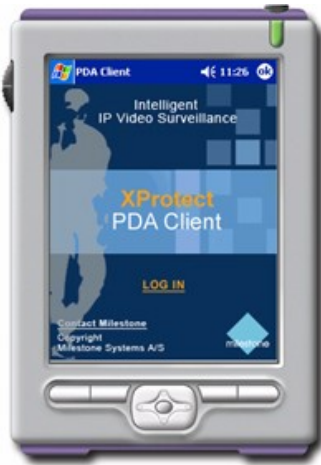 PDA Client 11:26 ok
Intelligent
IP Video Surveillance
XProtect
PDA Client
LOG IN
Contact Milestone
Copyright
Milestone Systems A/S
milestone